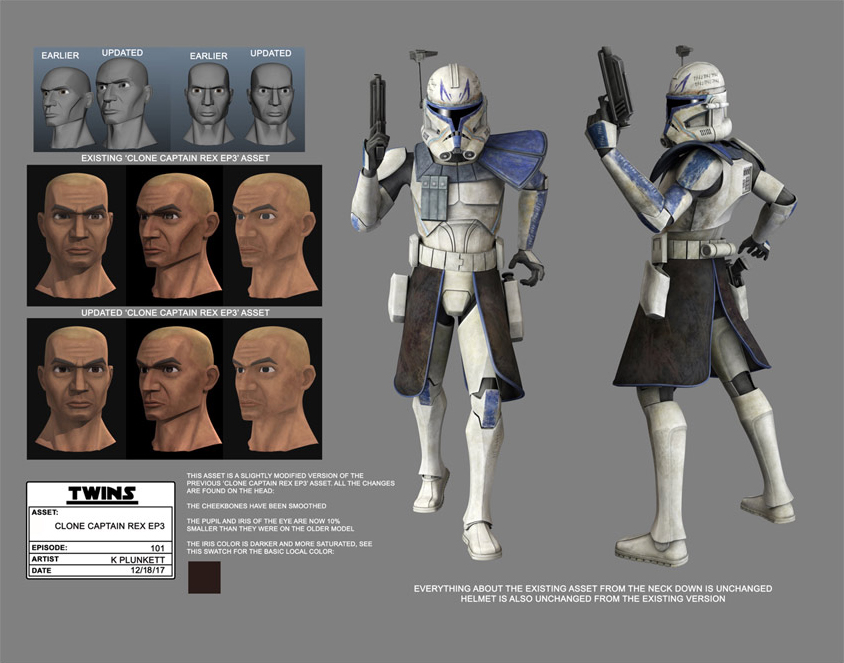 EARLIER UPDATED EARLIER UPDATED
EXISTING 'CLONE CAPTAIN REX EP3' ASSET
UPDATED 'CLONE CAPTAIN REX EP3' ASSET
TWINS
ASSET:
CLONE CAPTAIN REX EP3
EPISODE: 101
ARTIST K PLUNKETT
DATE 12/18/17
THIS ASSET IS A SLIGHTLY MODIFIED VERSION OF THE
PREVIOUS 'CLONE CAPTAIN REX EP3' ASSET. ALL THE CHANGES
ARE FOUND ON THE HEAD:
THE CHEEKBONES HAVE BEEN SMOOTHED
THE PUPIL AND IRIS OF THE EYE ARE NOW 10%
SMALLER THAN THEY WERE ON THE OLDER MODEL
THE IRIS COLOR IS DARKER AND MORE SATURATED, SEE
THIS SWATCH FOR THE BASIC LOCAL COLOR:
EVERYTHING ABOUT THE EXISTING ASSET FROM THE NECK DOWN IS UNCHANGED
HELMET IS ALSO UNCHANGED FROM THE EXISTING VERSION